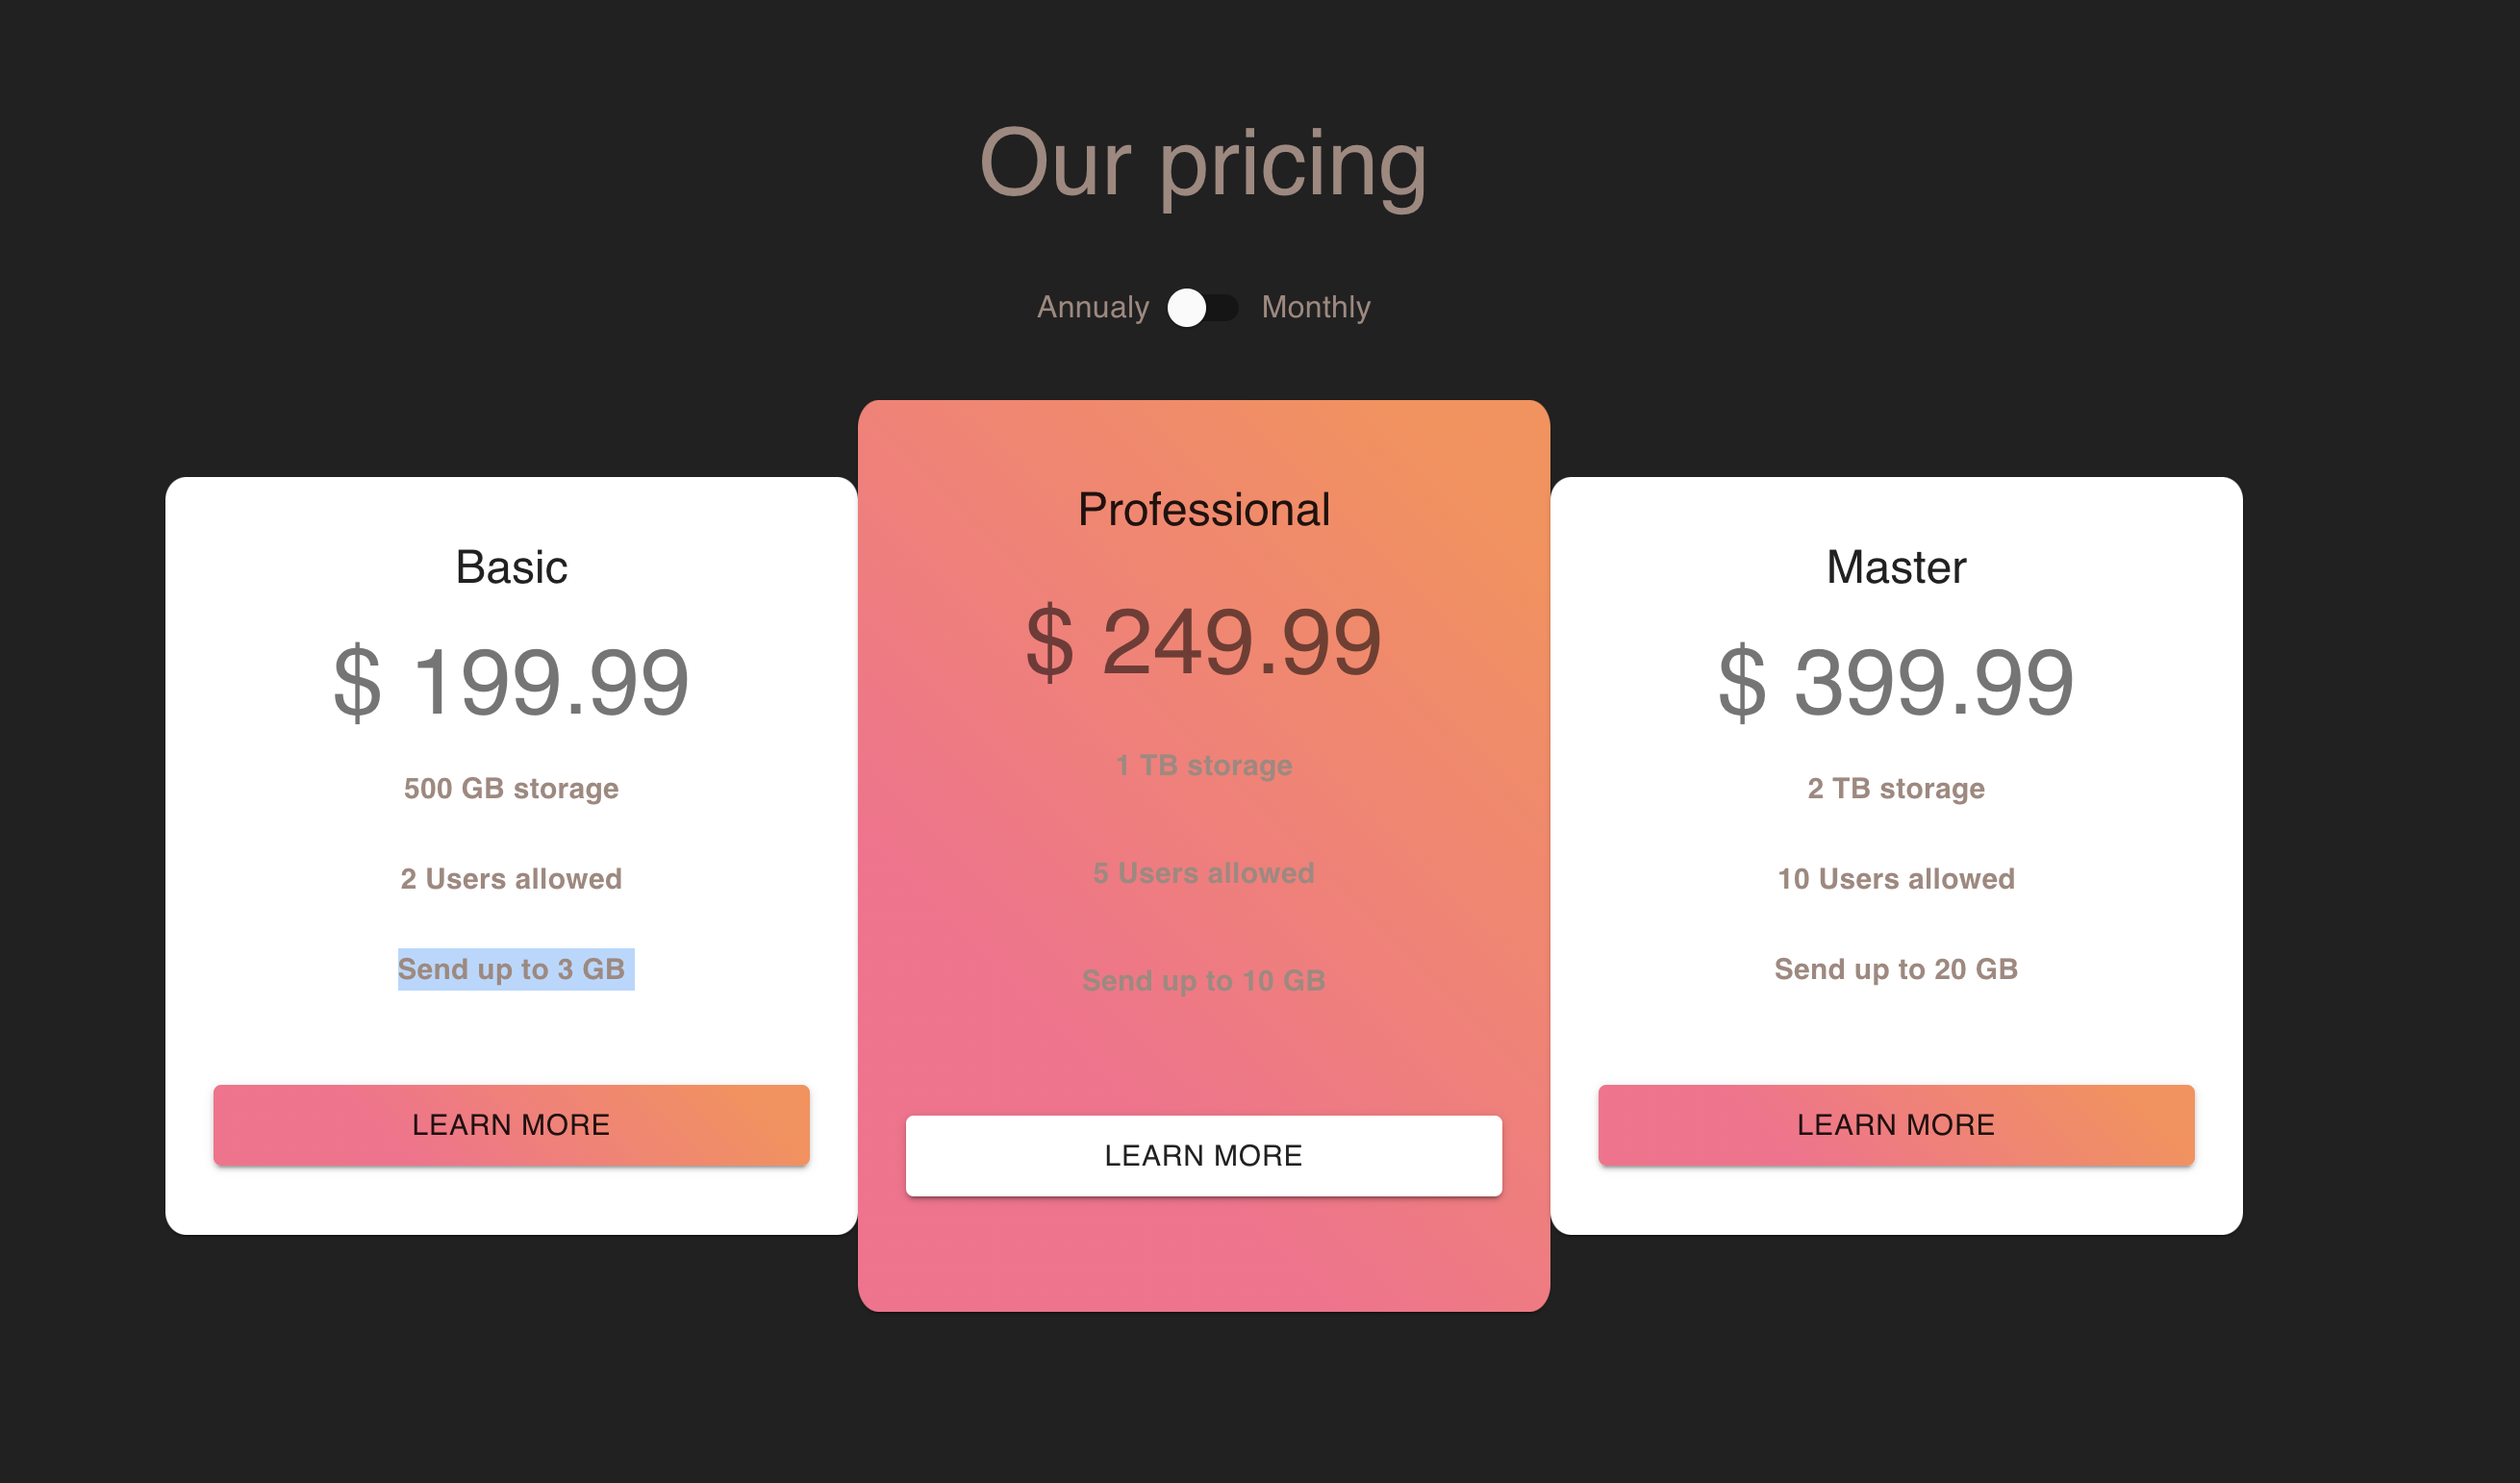 Our pricing
Annualy Monthly
Basic
$ 199.99
500 GB storage
2 Users allowed
Send up to 3 GB
LEARN MORE
Professional
$ 249.99
1 TB storage
5 Users allowed
Send up to 10 GB
LEARN MORE
Master
$ 399.99
2 TB storage
10 Users allowed
Send up to 20 GB
LEARN MORE